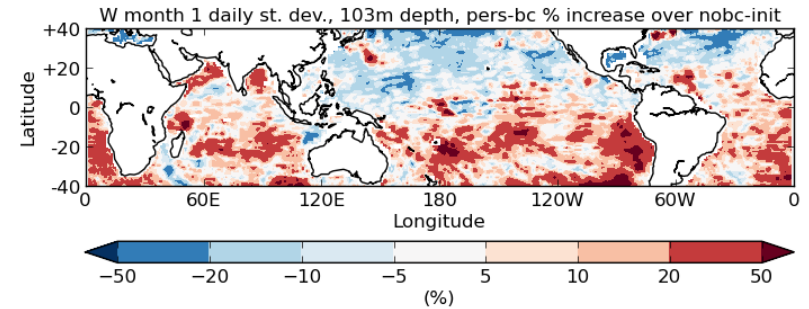 W month 1 daily st. dev., 103m depth, pers-bc % increase over nobc-init
+40
+20
0
-20
-40
Latitude
0 60E 120E 180 120W 60W 0
Longitude
−50 −20 −10 −5 5 10 20 50
(%)